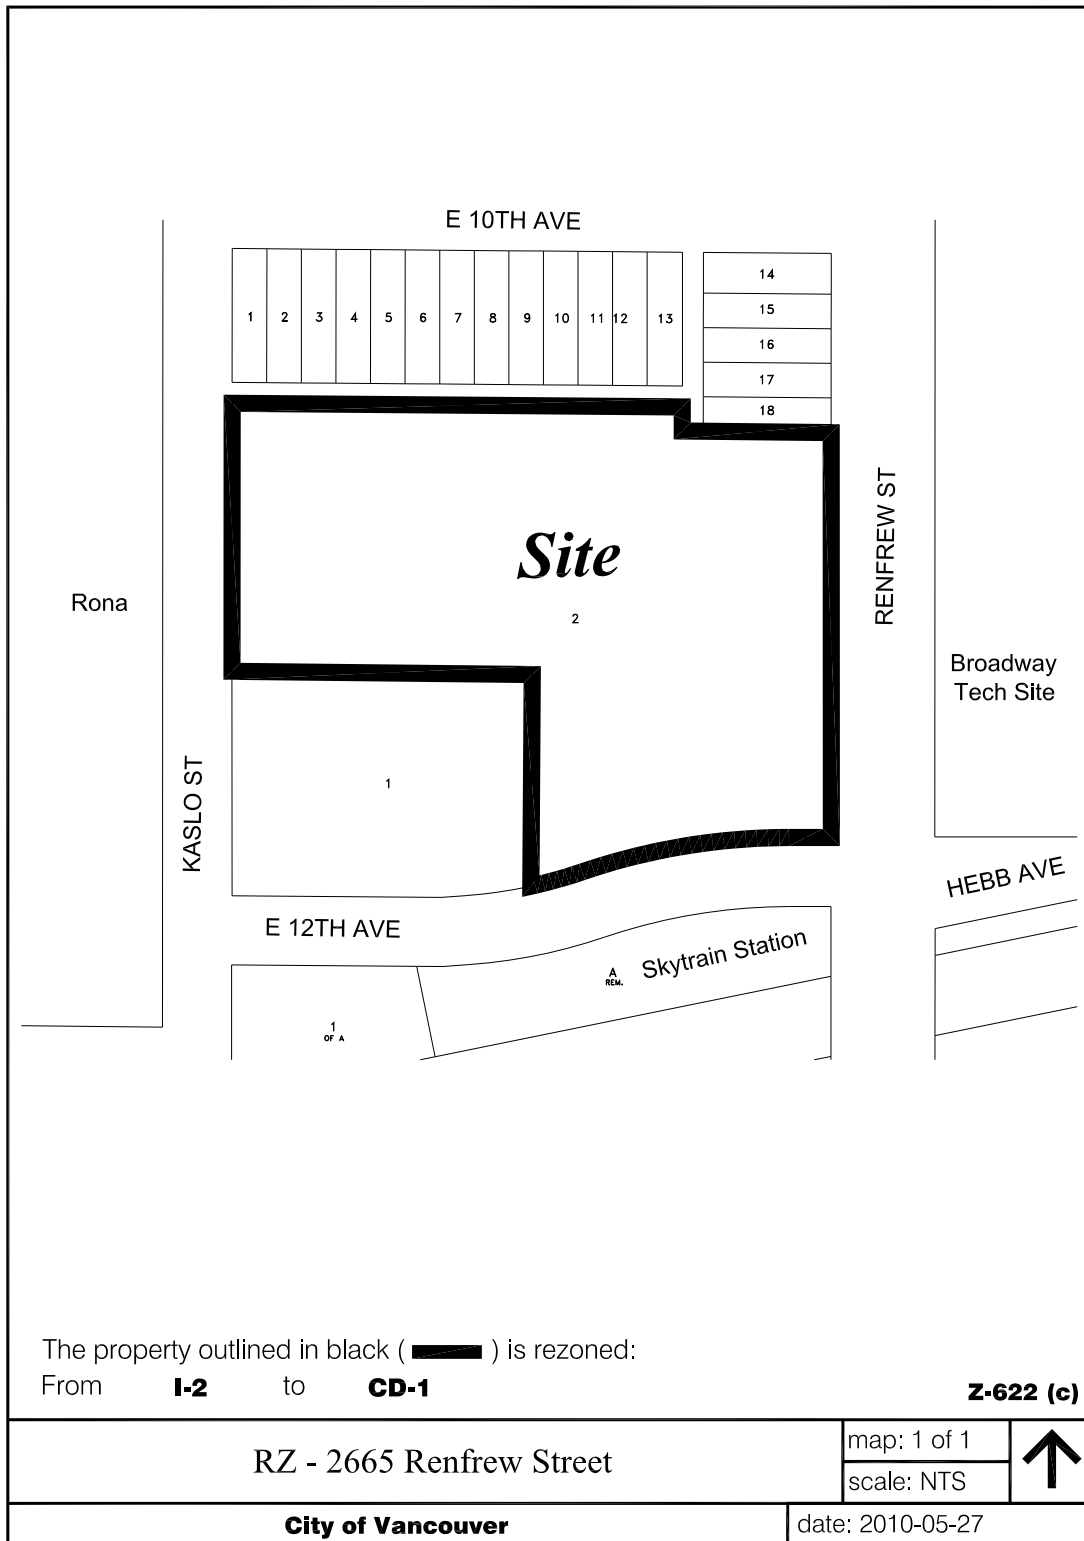 E 10TH AVE
1 2 3 4 5 6 7 8 9 10 11 12 13
14
15
16
17
18
Site
2
RENFREW ST
Rona
Broadway
Tech Site
KASLO ST
1
HEBB AVE
E 12TH AVE
Skytrain Station
A
REM.
1
OF A
The property outlined in black ( ) is rezoned:
From I-2 to CD-1
Z-622 (c)
RZ - 2665 Renfrew Street
map: 1 of 1
scale: NTS
City of Vancouver
date: 2010-05-27